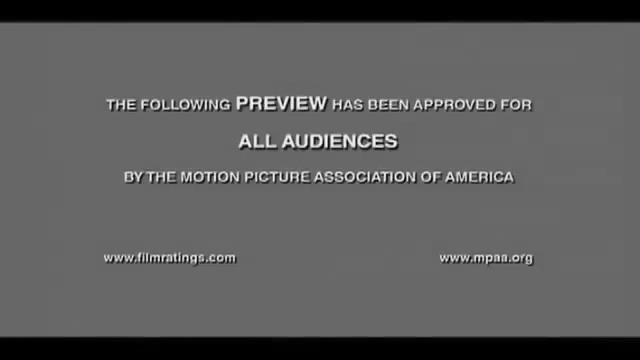 THE FOLLOWING PREVIEW HAS BEEN APPROVED FOR
ALL AUDIENCES
BY THE MOTION PICTURE ASSOCIATION OF AMERICA
www.filmratings.com www.mpaa.org